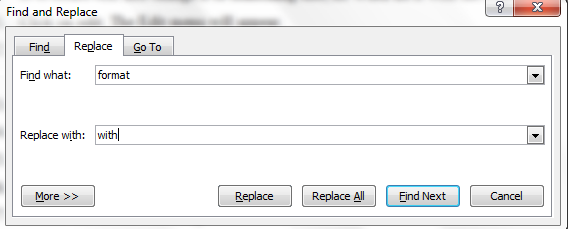 Find and Replace
Find Replace Go To
Find what: format
Replace with: with
More >> Replace Replace All Find Next Cancel